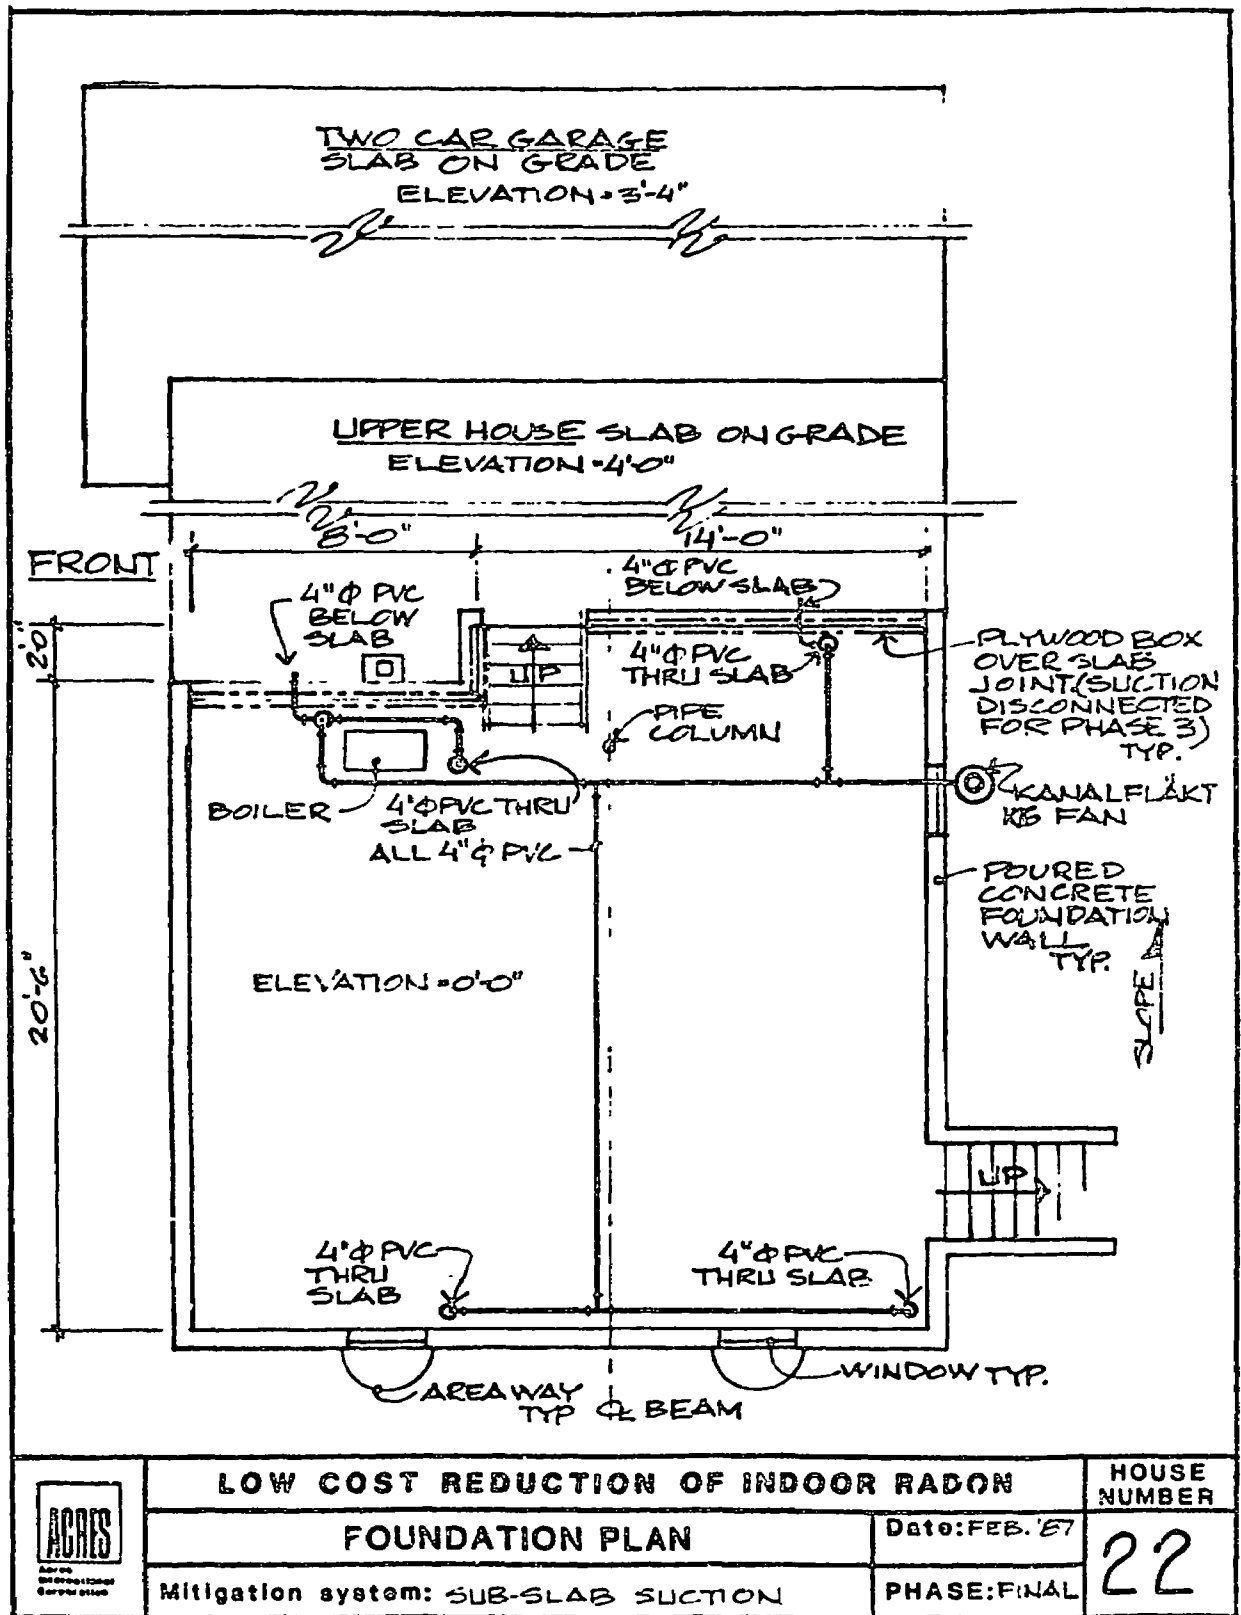 TWO CAR GARAGE
SLAB ON GRADE
ELEVATION = 3'-4"
UPPER HOUSE SLAB ON GRADE
ELEVATION = 4'-0"
8'-0"
14'-0"
FRONT
4"Φ PVC
BELOW SLAB
4"Φ PVC
BELOW
SLAB
2'0"
UP
4"Φ PVC
THRU SLAB
PLYWOOD BOX
OVER SLAB
JOINT (SUCTION
DISCONNECTED
FOR PHASE 3)
TYP.
PIPE
COLUMN
BOILER
4"Φ PVC THRU
SLAB
ALL 4"Φ PVC
KANALFLÄKT
K6 FAN
POURED
CONCRETE
FOUNDATION
WALL
TYP.
SLOPE
ELEVATION = 0'-0"
20'-6"
UP
4"Φ PVC
THRU
SLAB
4"Φ PVC
THRU SLAB
WINDOW TYP.
AREAWAY
TYP
℄ BEAM
ACRES
Acres
International
Corporation
LOW COST REDUCTION OF INDOOR RADON
FOUNDATION PLAN
Date: FEB. '87
Mitigation system: SUB-SLAB SUCTION
PHASE: FINAL
HOUSE
NUMBER
22